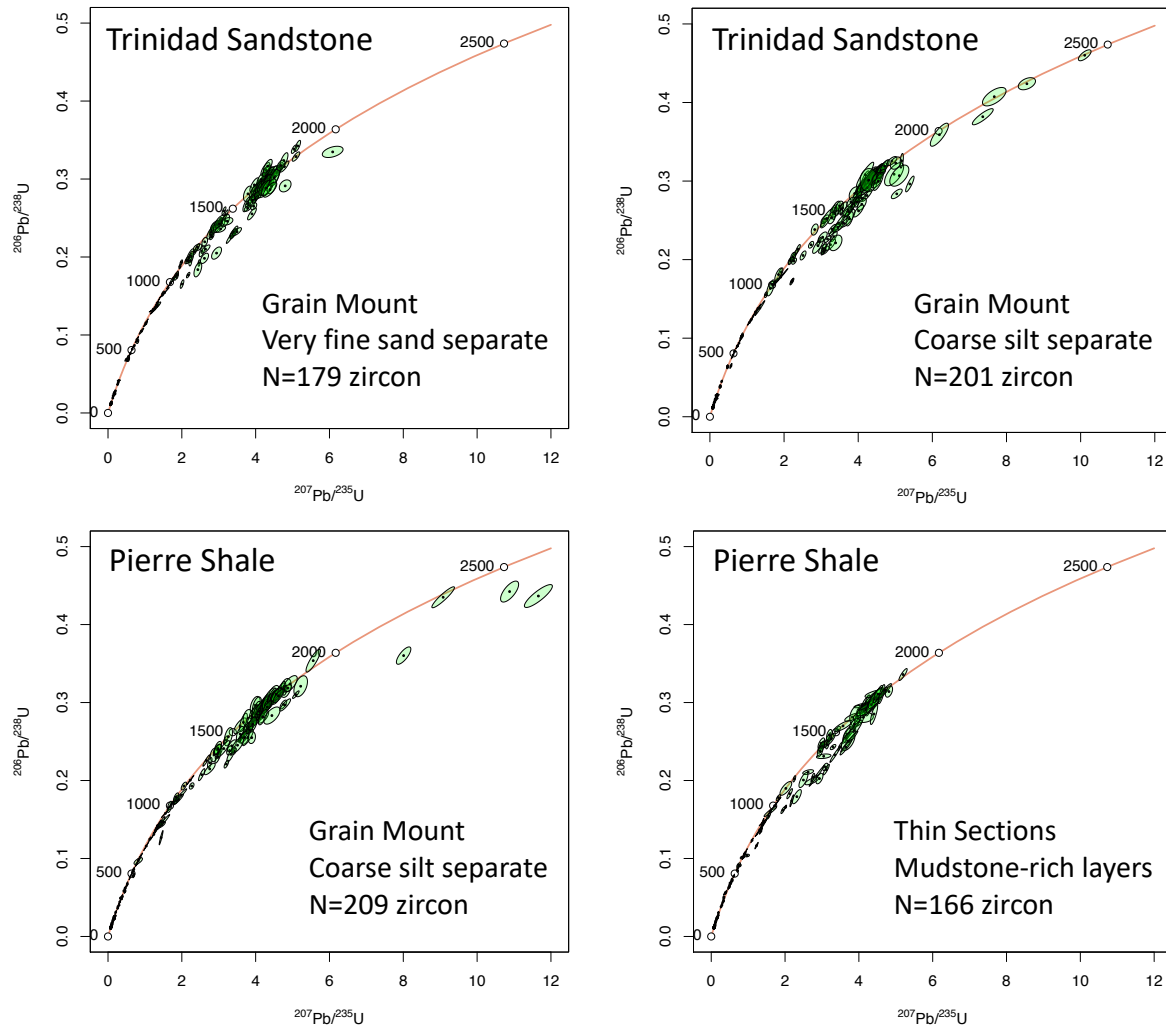 Trinidad Sandstone
0.5
0.4
0.3
0.2
0.1
0.0
²⁰⁶Pb/²³⁸U
2500
2000
1500
1000
500
0
Grain Mount
Very fine sand separate
N=179 zircon
0 2 4 6 8 10 12
²⁰⁷Pb/²³⁵U
Trinidad Sandstone
0.5
0.4
0.3
0.2
0.1
0.0
²⁰⁶Pb/²³⁸U
2500
2000
1500
1000
500
0
Grain Mount
Coarse silt separate
N=201 zircon
0 2 4 6 8 10 12
²⁰⁷Pb/²³⁵U
Pierre Shale
0.5
0.4
0.3
0.2
0.1
0.0
²⁰⁶Pb/²³⁸U
2500
2000
1500
1000
500
0
Grain Mount
Coarse silt separate
N=209 zircon
0 2 4 6 8 10 12
²⁰⁷Pb/²³⁵U
Pierre Shale
0.5
0.4
0.3
0.2
0.1
0.0
²⁰⁶Pb/²³⁸U
2500
2000
1500
1000
500
0
Thin Sections
Mudstone-rich layers
N=166 zircon
0 2 4 6 8 10 12
²⁰⁷Pb/²³⁵U